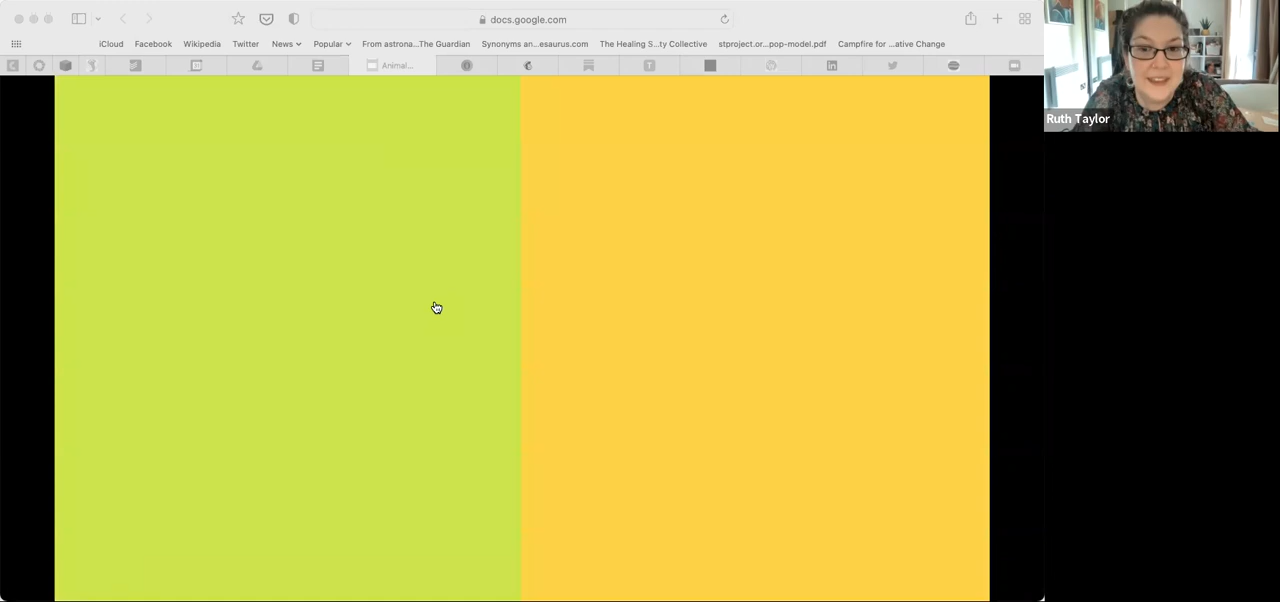 docs.google.com
iCloud Facebook Wikipedia Twitter News Popular From astrona...The Guardian Synonyms an...esaurus.com The Healing S...ty Collective stproject.or...pop-model.pdf Campfire for ...ative Change
Animal...
T
Ruth Taylor